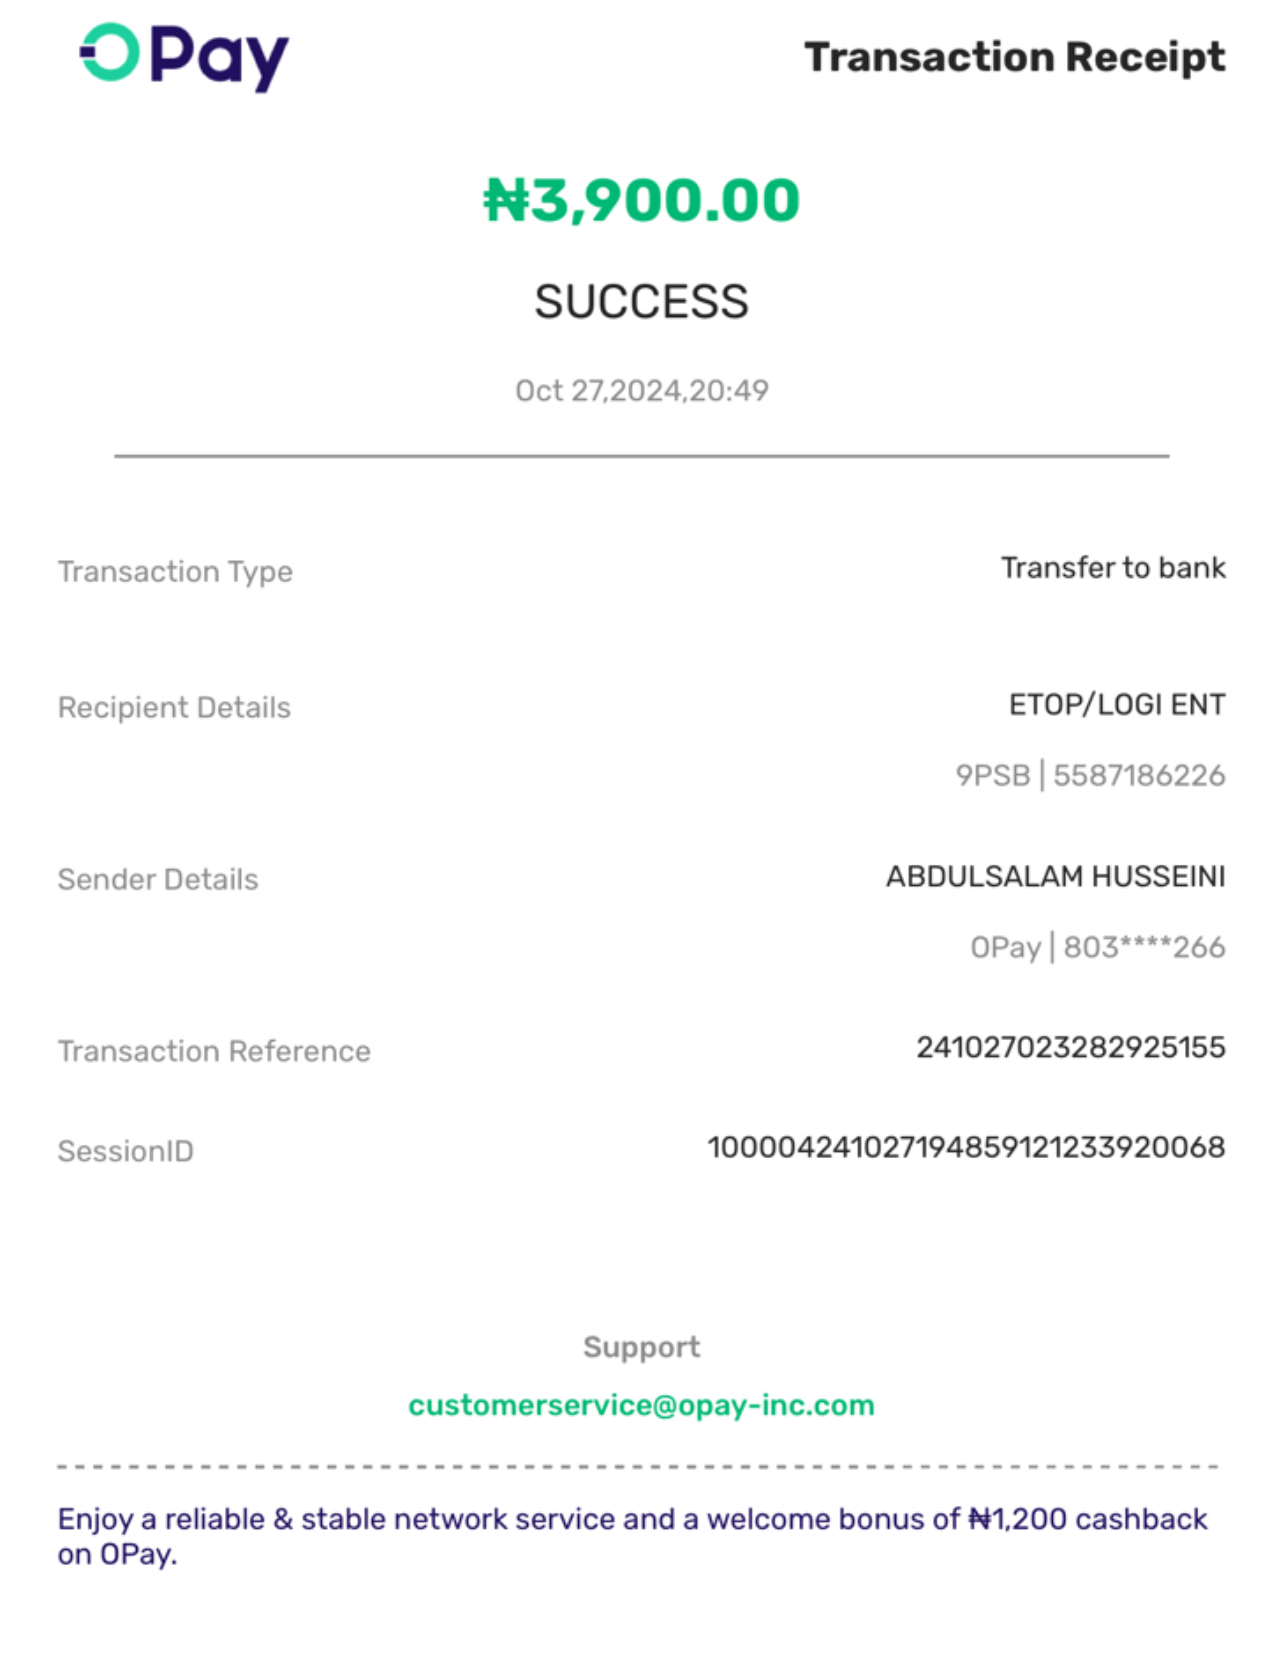 OPay
Transaction Receipt
₦3,900.00
SUCCESS
Oct 27,2024,20:49
Transaction Type
Transfer to bank
Recipient Details
ETOP/LOGI ENT
9PSB | 5587186226
Sender Details
ABDULSALAM HUSSEINI
OPay | 803****266
Transaction Reference
241027023282925155
SessionID
100004241027194859121233920068
Support
customerservice@opay-inc.com
Enjoy a reliable & stable network service and a welcome bonus of ₦1,200 cashback
on OPay.